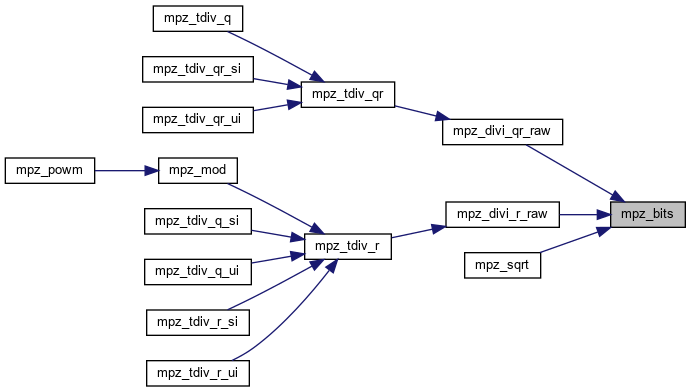 mpz_tdiv_q
mpz_tdiv_qr_si
mpz_tdiv_qr
mpz_tdiv_qr_ui
mpz_divi_qr_raw
mpz_powm
mpz_mod
mpz_tdiv_q_si
mpz_divi_r_raw
mpz_bits
mpz_tdiv_r
mpz_tdiv_q_ui
mpz_sqrt
mpz_tdiv_r_si
mpz_tdiv_r_ui